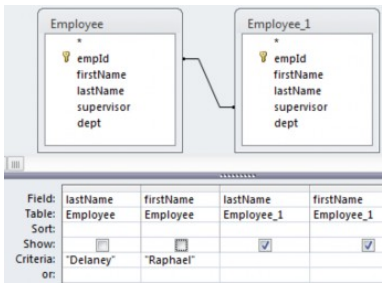 Employee
*
empId
firstName
lastName
supervisor
dept
Employee_1
*
empId
firstName
lastName
supervisor
dept
Field: lastName firstName lastName firstName
Table: Employee Employee Employee_1 Employee_1
Sort:
Show:
Criteria: "Delaney" "Raphael"
or: